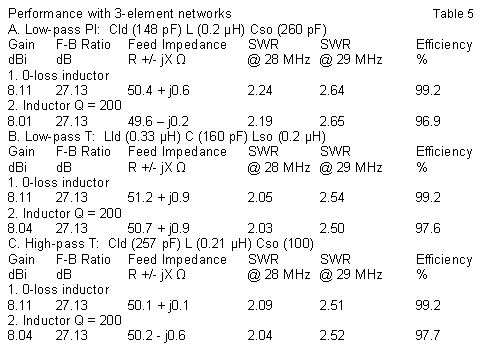 Performance with 3-element networks Table 5
A. Low-pass PI: Cld (148 pF) L (0.2 μH) Cso (260 pF)
Gain F-B Ratio Feed Impedance SWR SWR Efficiency
dBi dB R +/- jX Ω @ 28 MHz @ 29 MHz %
1. 0-loss inductor
8.11 27.13 50.4 + j0.6 2.24 2.64 99.2
2. Inductor Q = 200
8.01 27.13 49.6 – j0.2 2.19 2.65 96.9
B. Low-pass T: Lld (0.33 μH) C (160 pF) Lso (0.2 μH)
Gain F-B Ratio Feed Impedance SWR SWR Efficiency
dBi dB R +/- jX Ω @ 28 MHz @ 29 MHz %
1. 0-loss inductor
8.11 27.13 51.2 + j0.9 2.05 2.54 99.2
2. Inductor Q = 200
8.04 27.13 50.7 + j0.9 2.03 2.50 97.6
C. High-pass T: Cld (257 pF) L (0.21 μH) Cso (100)
Gain F-B Ratio Feed Impedance SWR SWR Efficiency
dBi dB R +/- jX Ω @ 28 MHz @ 29 MHz %
1. 0-loss inductor
8.11 27.13 50.1 + j0.1 2.09 2.51 99.2
2. Inductor Q = 200
8.04 27.13 50.2 - j0.6 2.04 2.52 97.7